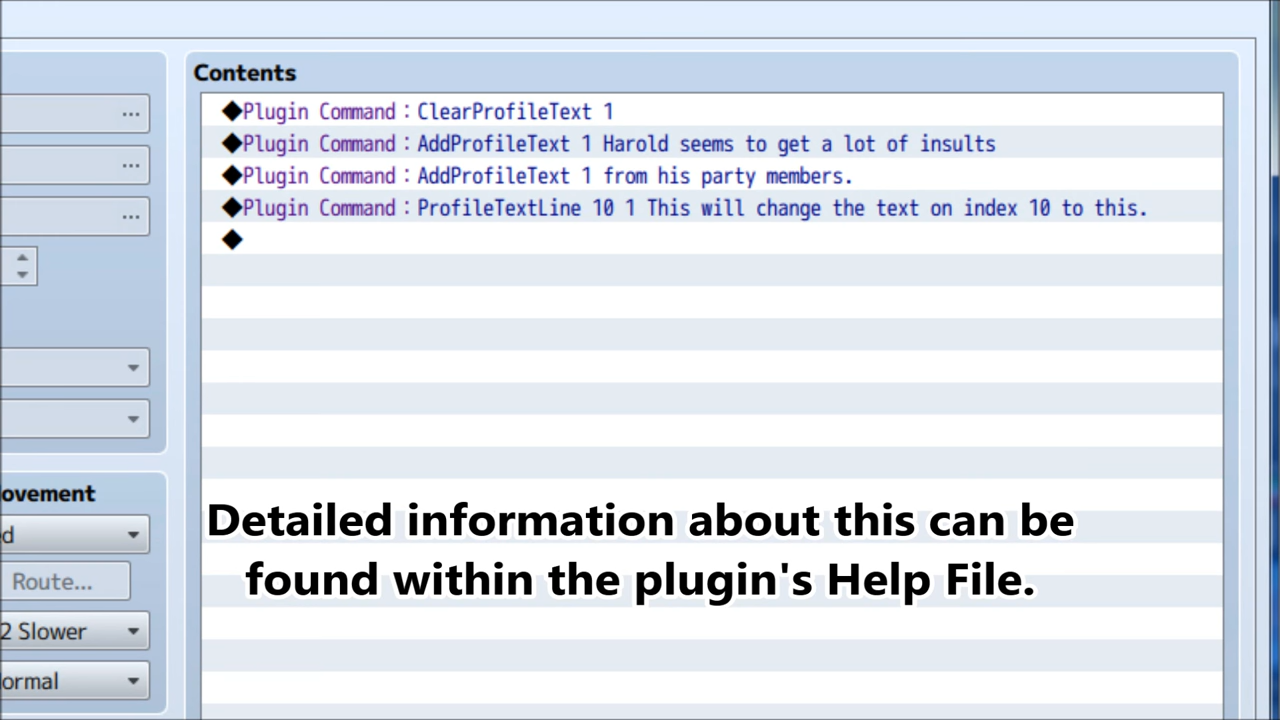 Contents
◆Plugin Command：ClearProfileText 1
◆Plugin Command：AddProfileText 1 Harold seems to get a lot of insults
◆Plugin Command：AddProfileText 1 from his party members.
◆Plugin Command：ProfileTextLine 10 1 This will change the text on index 10 to this.
◆
...
...
...
ovement
d
Route...
2 Slower
ormal
Detailed information about this can be
found within the plugin's Help File.